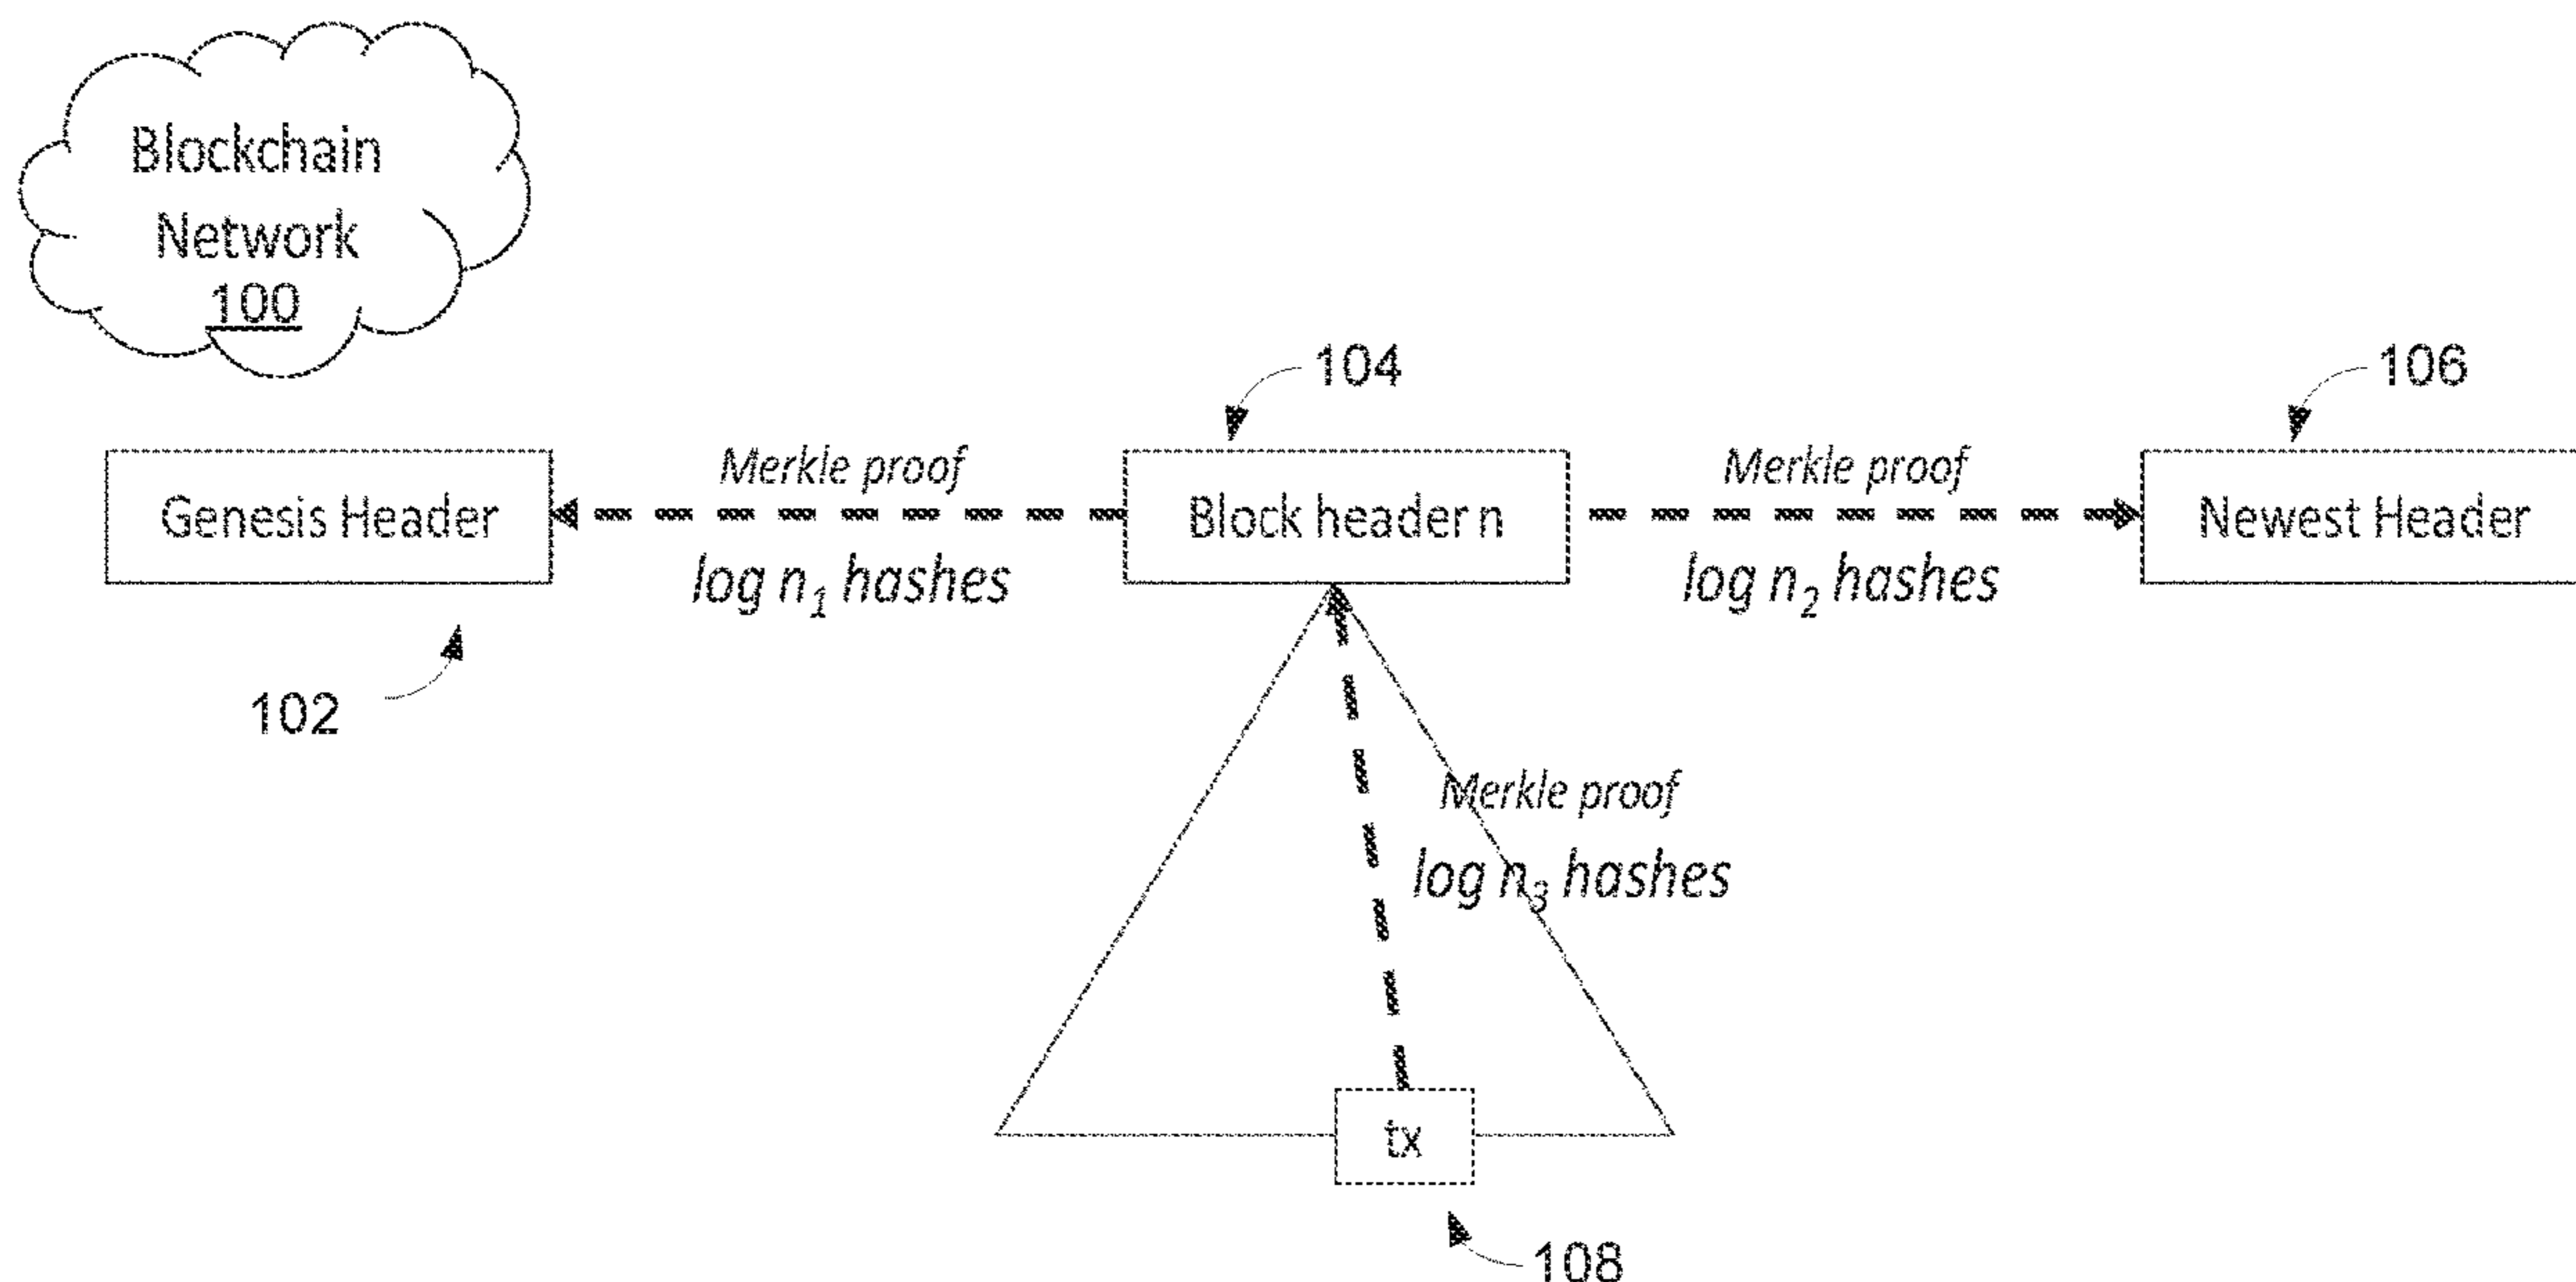 Blockchain
Network
100
104
106
Merkle proof
Merkle proof
Genesis Header
Block header n
Newest Header
log n₁ hashes
log n₂ hashes
102
Merkle proof
log n₃ hashes
tx
108